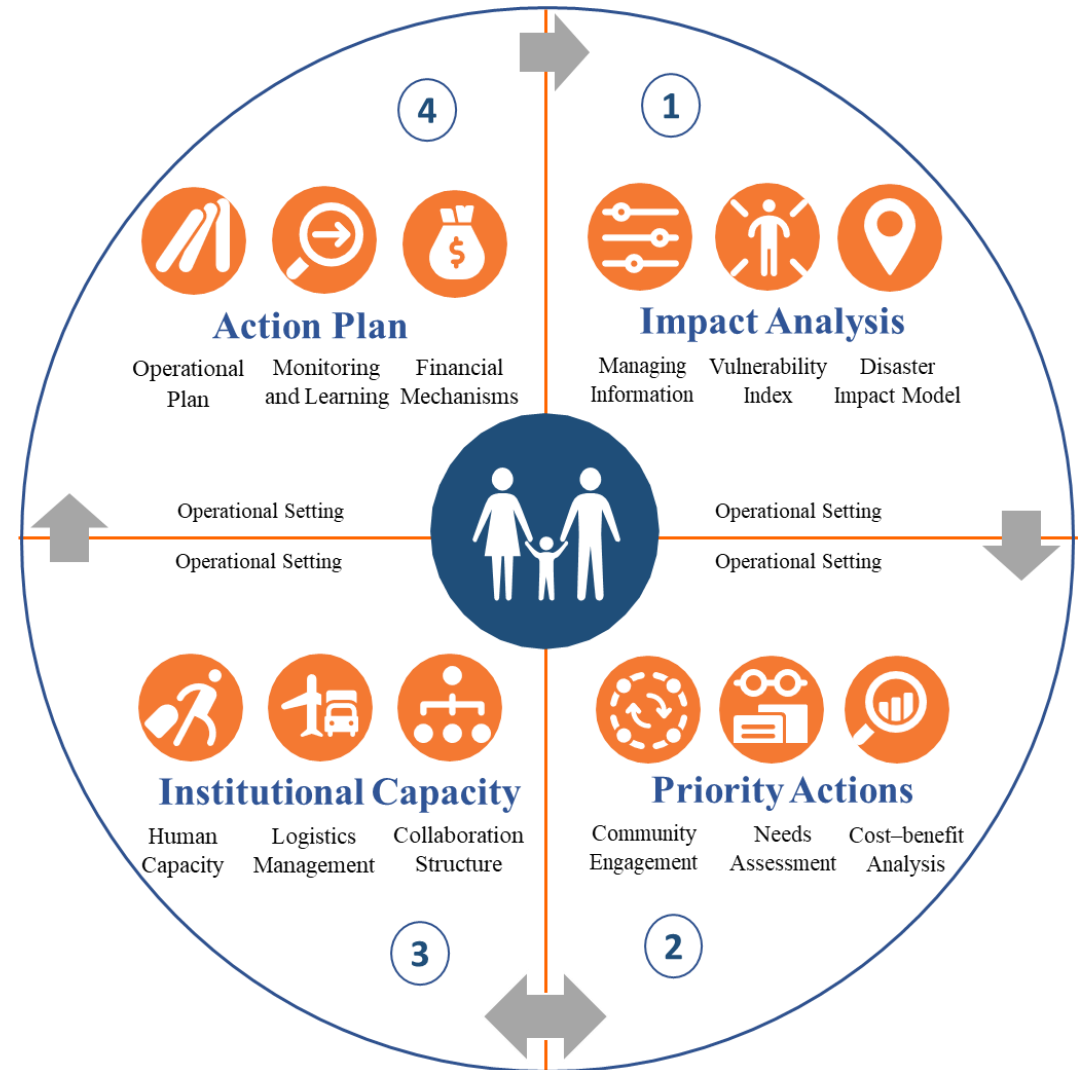 4
1
Action Plan
Operational
Plan
Monitoring
and Learning
Financial
Mechanisms
$
Impact Analysis
Managing
Information
Vulnerability
Index
Disaster
Impact Model
Operational Setting
Operational Setting
Operational Setting
Operational Setting
Institutional Capacity
Human
Capacity
Logistics
Management
Collaboration
Structure
Priority Actions
Community
Engagement
Needs
Assessment
Cost–benefit
Analysis
3
2